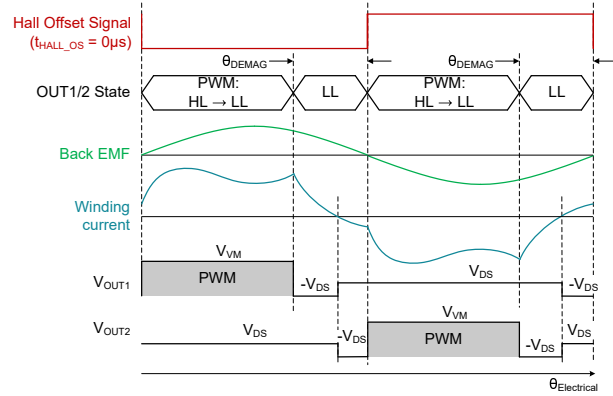 Hall Offset Signal
(tHALL_OS = 0μs)
θDEMAG θDEMAG
OUT1/2 State
PWM:
HL → LL
LL
PWM:
HL → LL
LL
Back EMF
Winding
current
VVM
VOUT1
PWM
-VDS
VDS
-VDS
VOUT2
VDS
-VDS
VVM
PWM
-VDS
VDS
θElectrical